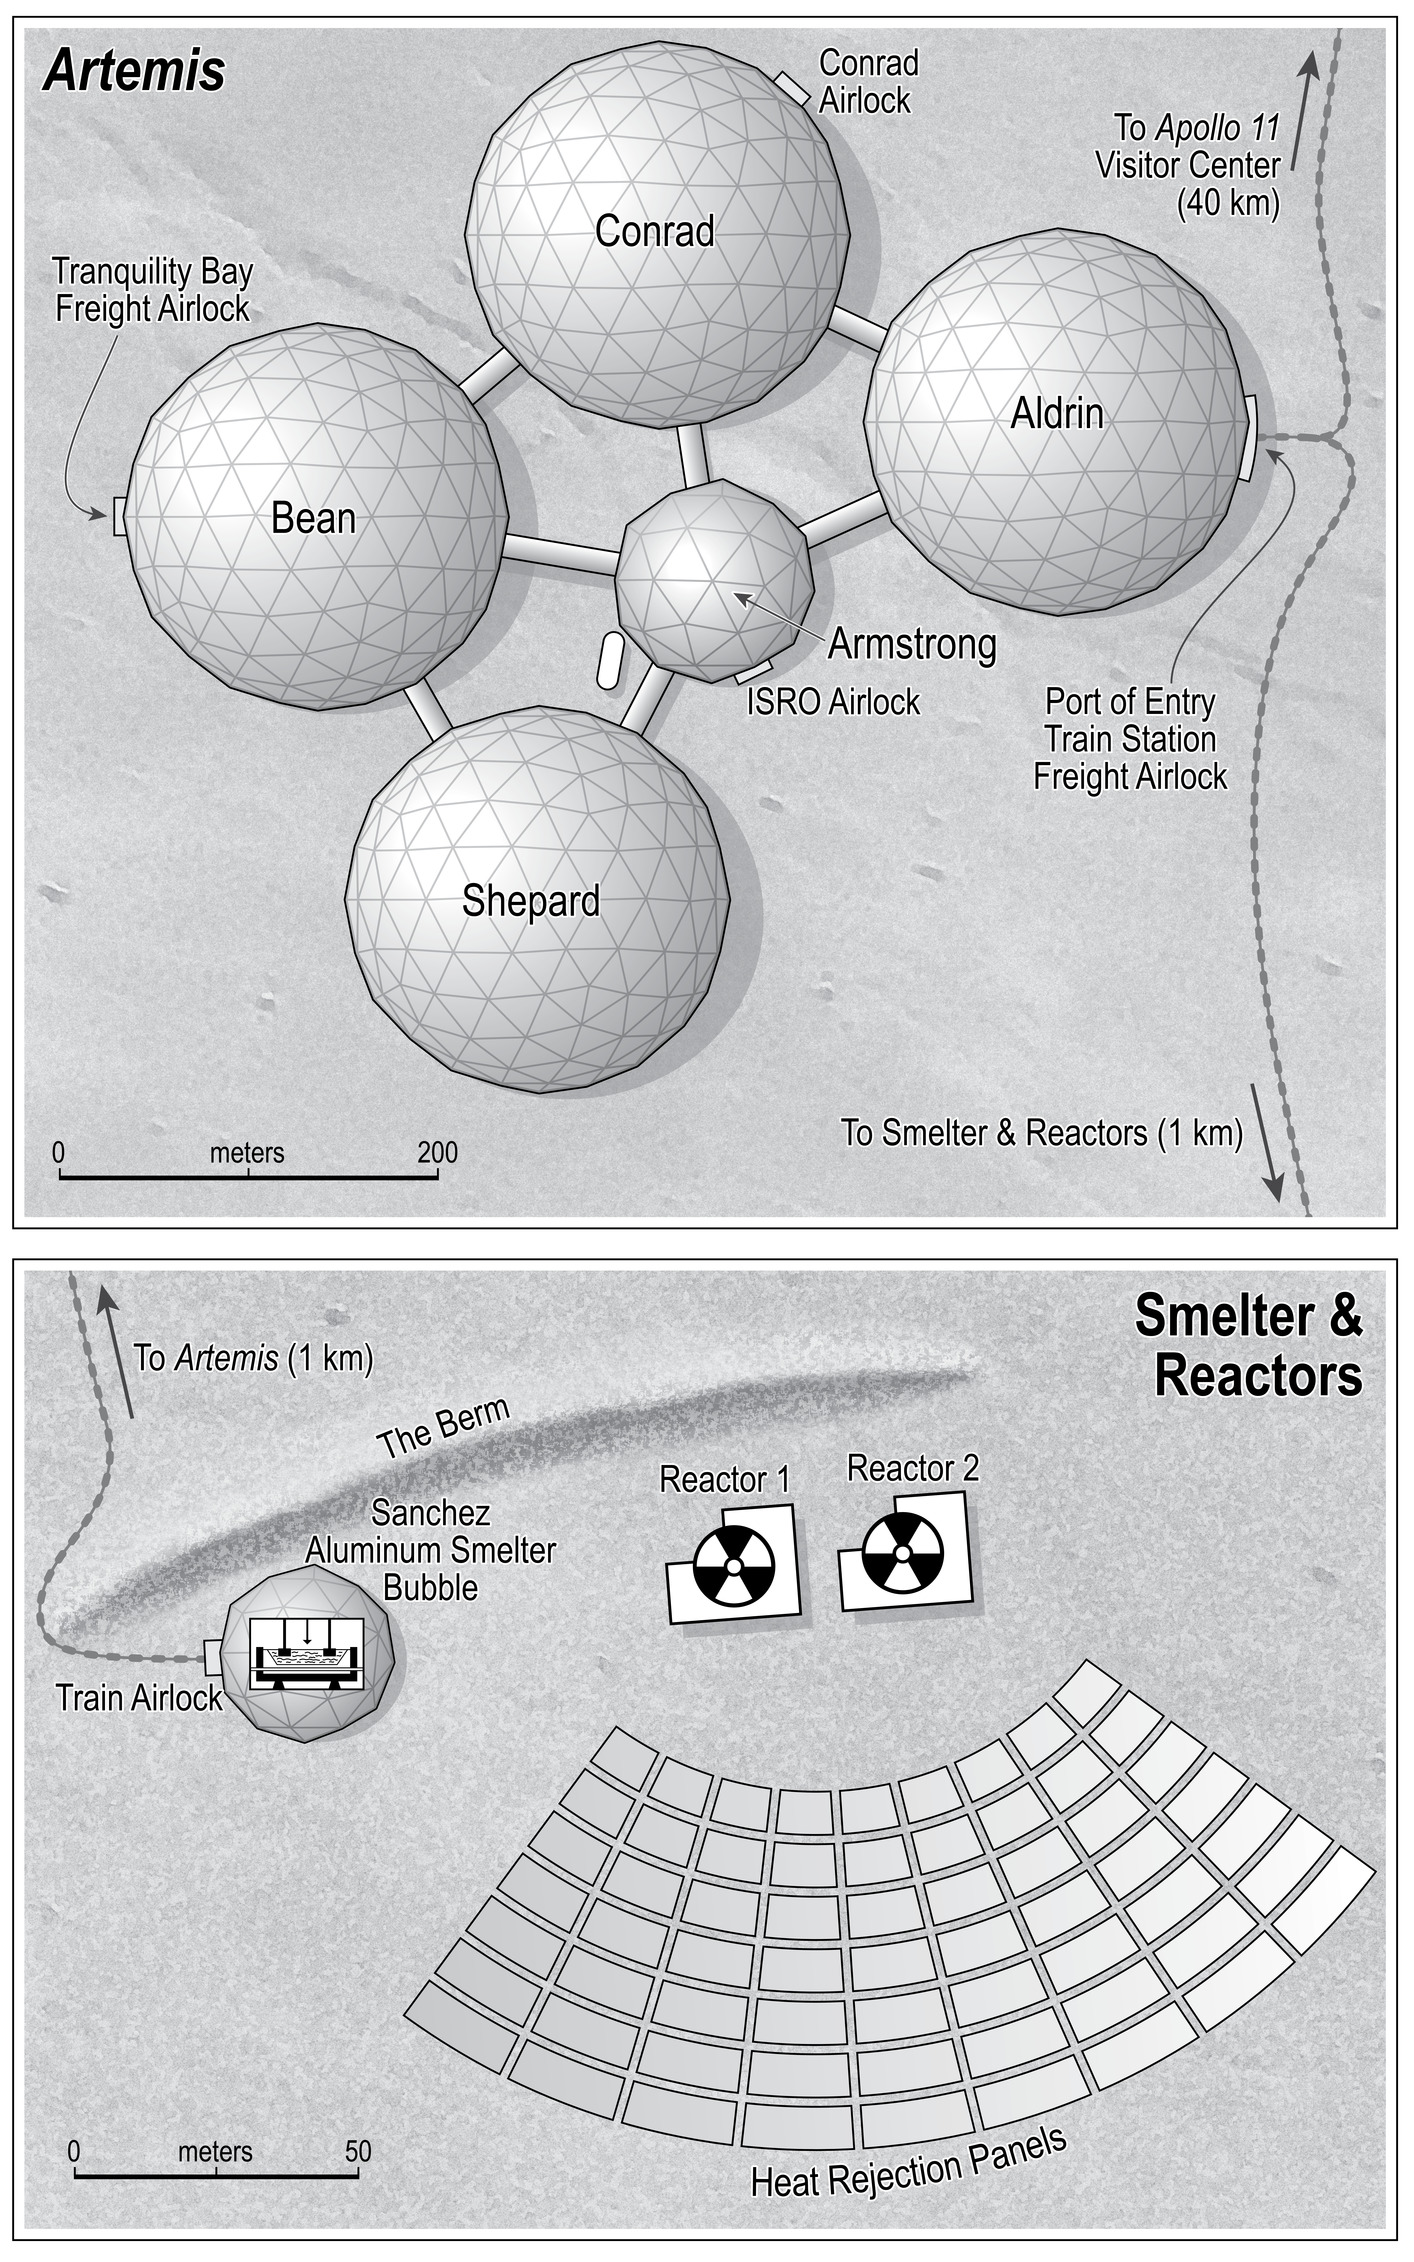 Artemis
Conrad
Airlock
To Apollo 11
Visitor Center
(40 km)
Conrad
Tranquility Bay
Freight Airlock
Aldrin
Bean
Armstrong
ISRO Airlock
Port of Entry
Train Station
Freight Airlock
Shepard
To Smelter & Reactors (1 km)
0 meters 200
Smelter &
Reactors
To Artemis (1 km)
The Berm
Reactor 1
Reactor 2
Sanchez
Aluminum Smelter
Bubble
Train Airlock
Heat Rejection Panels
0 meters 50